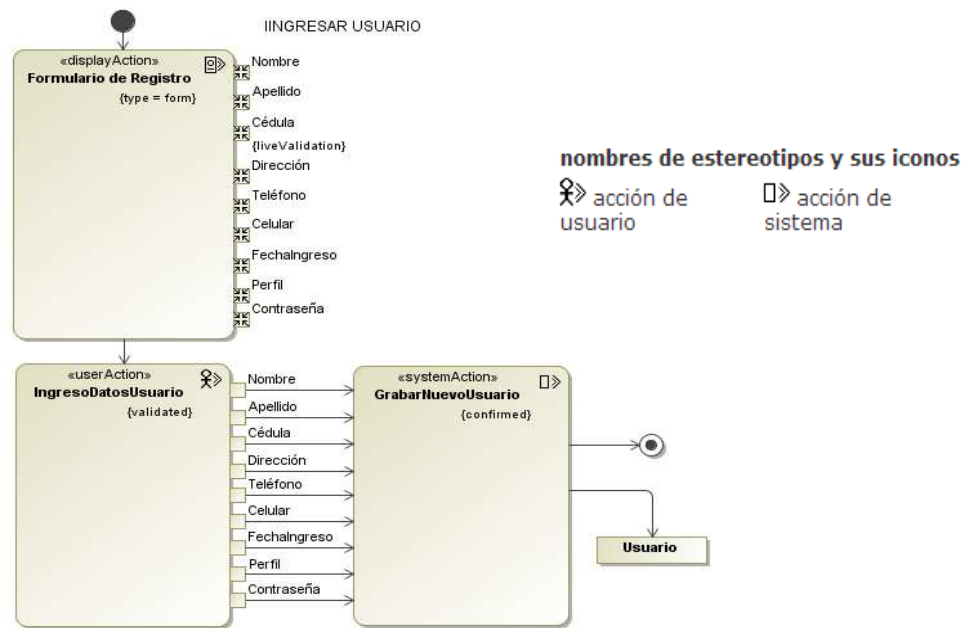 IINGRESAR USUARIO
«displayAction»
Formulario de Registro
{type = form}
Nombre
Apellido
Cédula
{liveValidation}
Dirección
Teléfono
Celular
FechaIngreso
Perfil
Contraseña
nombres de estereotipos y sus iconos
acción de
usuario
acción de
sistema
«userAction»
IngresoDatosUsuario
{validated}
Nombre
Apellido
Cédula
Dirección
Teléfono
Celular
FechaIngreso
Perfil
Contraseña
«systemAction»
GrabarNuevoUsuario
{confirmed}
Usuario